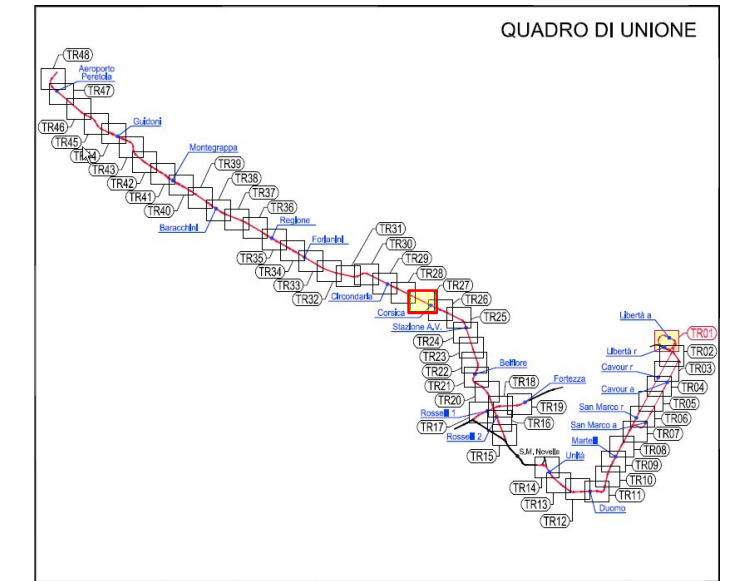 QUADRO DI UNIONE
TR48
Aeroporto
Peretola
TR47
TR46
Guidoni
TR45
TR43
Montegrappa
TR42
TR39
TR41
TR38
TR40
TR37
Baracchini
TR36
Regione
TR31
Forlanini
TR30
TR35
TR29
TR34
TR28
TR33
TR27
TR32
Circondaria
TR26
Corsica
TR25
Stazione A.V.
Libertà a
TR24
TR01
TR23
Libertà r
TR02
TR22
Belfiore
Cavour r
TR03
TR21
TR18
Fortezza
Cavour a
TR04
TR20
TR19
San Marco r
TR05
Rosselli 1
TR16
TR06
TR17
San Marco a
TR07
Rosselli 2
Martelli
TR08
TR15
S.M. Novella
Unità
TR09
TR10
TR14
TR11
TR13
Duomo
TR12